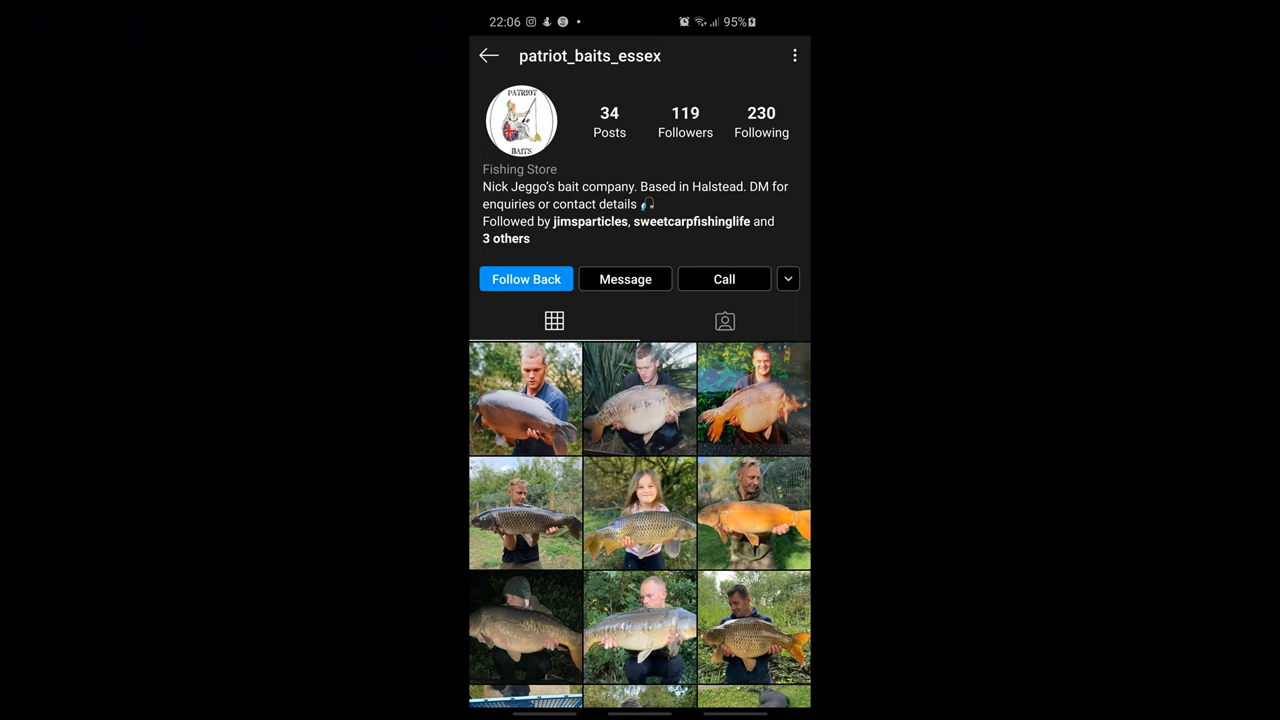 22:06 95%
patriot_baits_essex
PATRIOT
BAITS
34 119 230
Posts Followers Following
Fishing Store
Nick Jeggo's bait company. Based in Halstead. DM for
enquiries or contact details
Followed by jimsparticles, sweetcarpfishinglife and
3 others
Follow Back Message Call